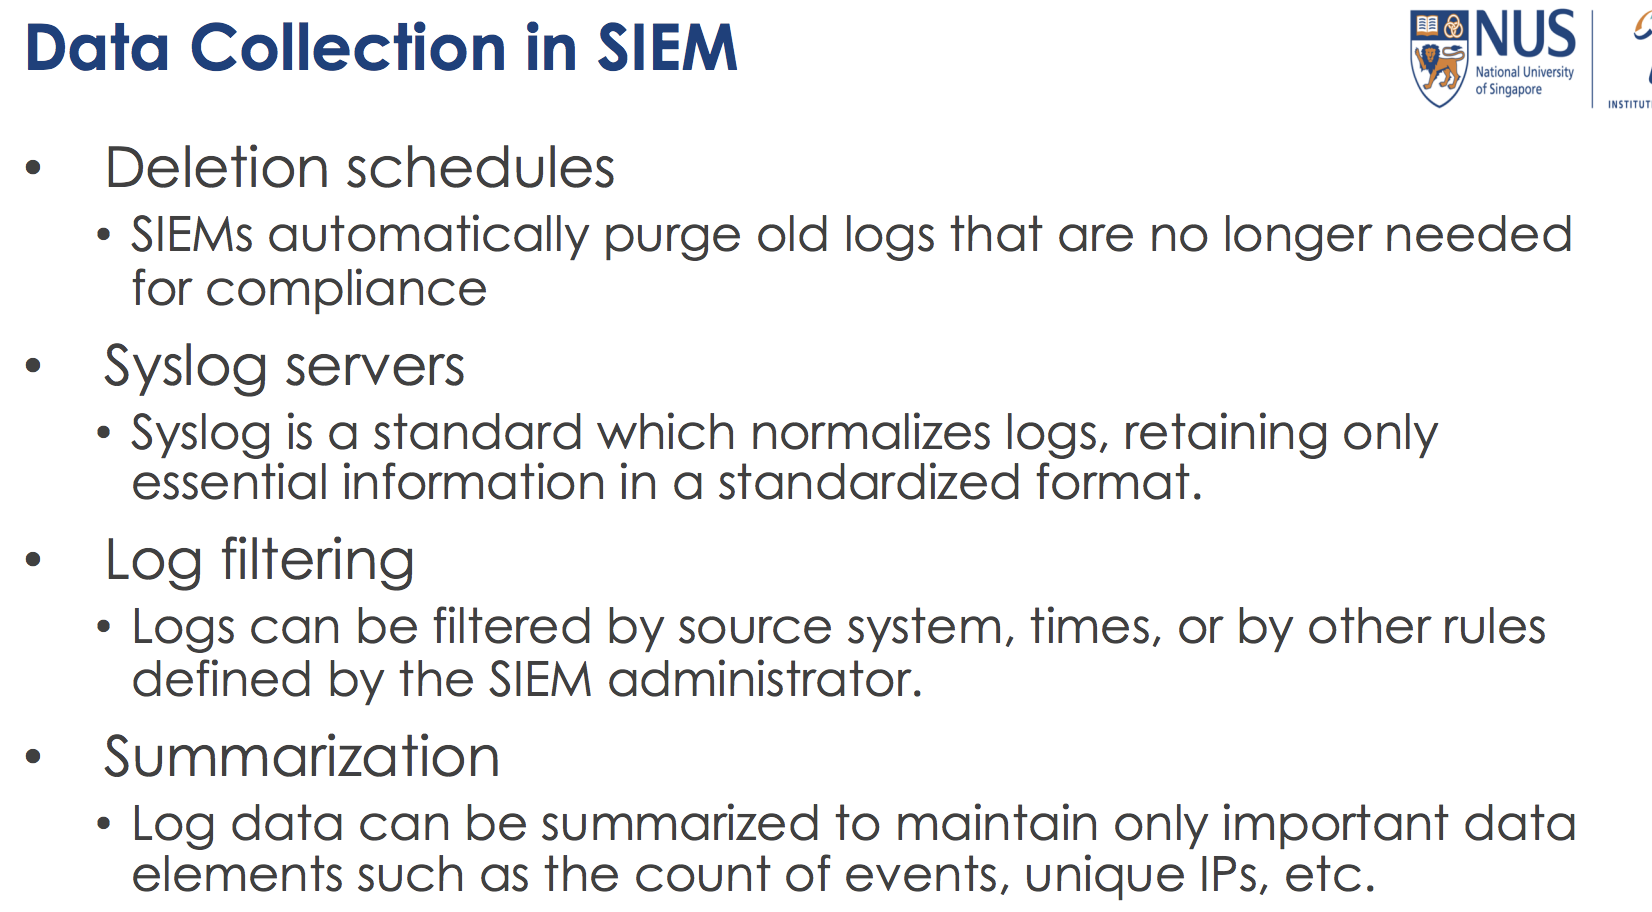 Data Collection in SIEM
NUS
National University
of Singapore
• Deletion schedules
• SIEMs automatically purge old logs that are no longer needed
for compliance
• Syslog servers
• Syslog is a standard which normalizes logs, retaining only
essential information in a standardized format.
• Log filtering
• Logs can be filtered by source system, times, or by other rules
defined by the SIEM administrator.
• Summarization
• Log data can be summarized to maintain only important data
elements such as the count of events, unique IPs, etc.